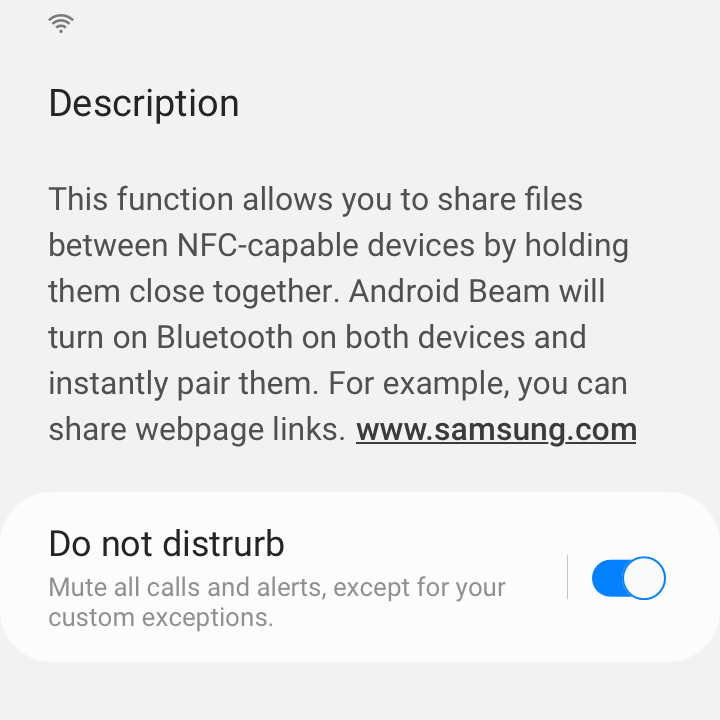 Description
This function allows you to share files
between NFC-capable devices by holding
them close together. Android Beam will
turn on Bluetooth on both devices and
instantly pair them. For example, you can
share webpage links. www.samsung.com
Do not distrurb
Mute all calls and alerts, except for your
custom exceptions.